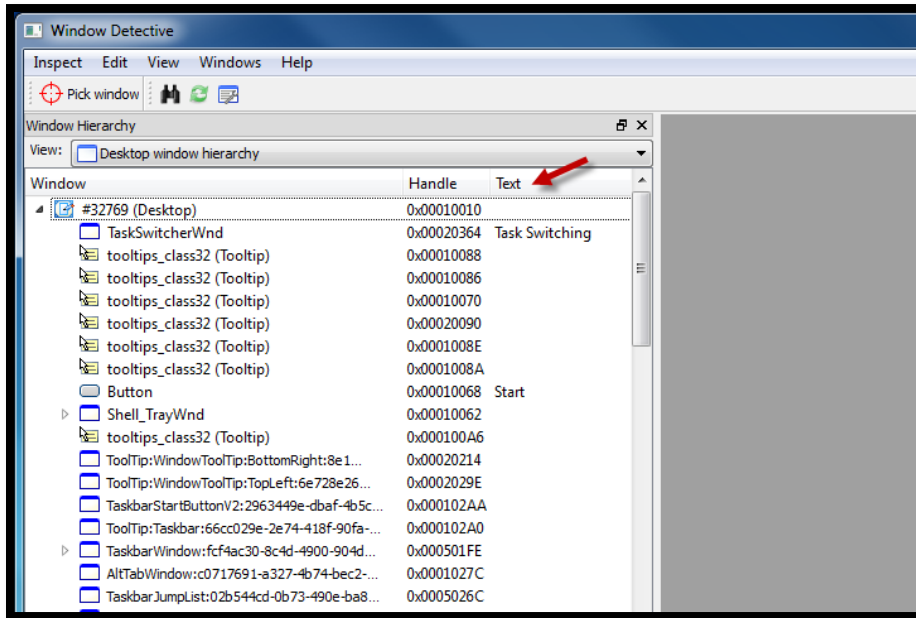 Window Detective
Inspect Edit View Windows Help
Pick window
Window Hierarchy
View: Desktop window hierarchy
Window Handle Text
#32769 (Desktop) 0x00010010
TaskSwitcherWnd 0x00020364 Task Switching
tooltips_class32 (Tooltip) 0x00010088
tooltips_class32 (Tooltip) 0x00010086
tooltips_class32 (Tooltip) 0x00010070
tooltips_class32 (Tooltip) 0x00020090
tooltips_class32 (Tooltip) 0x0001008E
tooltips_class32 (Tooltip) 0x0001008A
Button 0x00010068 Start
Shell_TrayWnd 0x00010062
tooltips_class32 (Tooltip) 0x000100A6
ToolTip:WindowToolTip:BottomRight:8e1... 0x00020214
ToolTip:WindowToolTip:TopLeft:6e728e26... 0x0002029E
TaskbarStartButtonV2:2963449e-dbaf-4b5c... 0x000102AA
ToolTip:Taskbar:66cc029e-2e74-418f-90fa-... 0x000102A0
TaskbarWindow:fcf4ac30-8c4d-4900-904d... 0x000501FE
AltTabWindow:c0717691-a327-4b74-bec2-... 0x0001027C
TaskbarJumpList:02b544cd-0b73-490e-ba8... 0x0005026C